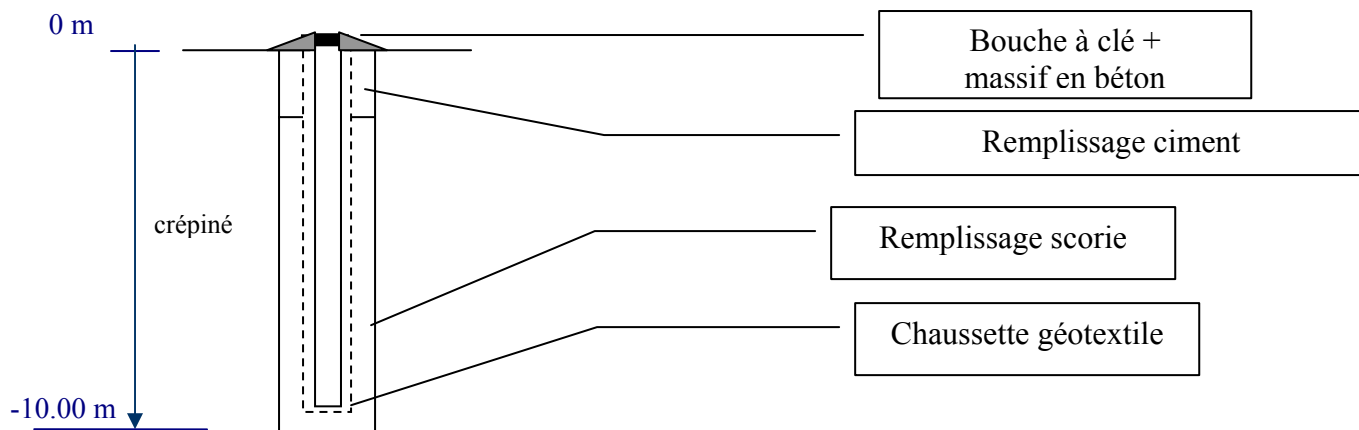 0 m
Bouche à clé +
massif en béton
Remplissage ciment
crépiné
Remplissage scorie
Chaussette géotextile
-10.00 m